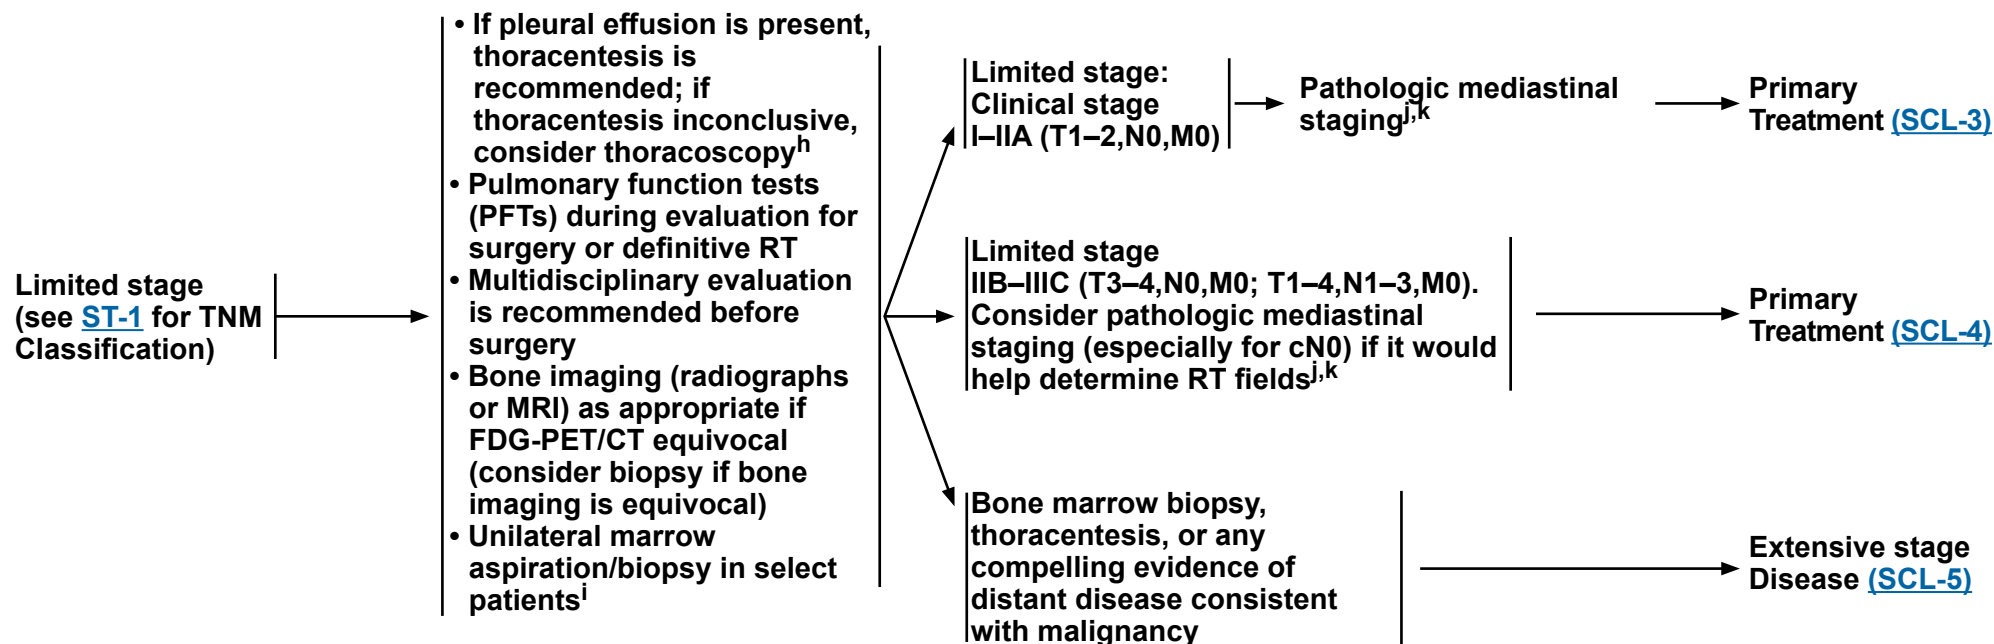 Limited stage
(see ST-1 for TNM
Classification)
• If pleural effusion is present,
thoracentesis is
recommended; if
thoracentesis inconclusive,
consider thoracoscopyʰ
• Pulmonary function tests
(PFTs) during evaluation for
surgery or definitive RT
• Multidisciplinary evaluation
is recommended before
surgery
• Bone imaging (radiographs
or MRI) as appropriate if
FDG-PET/CT equivocal
(consider biopsy if bone
imaging is equivocal)
• Unilateral marrow
aspiration/biopsy in select
patientsⁱ
Limited stage:
Clinical stage
I–IIA (T1–2,N0,M0)
Pathologic mediastinal
stagingʲ,ᵏ
Primary
Treatment (SCL-3)
Limited stage
IIB–IIIC (T3–4,N0,M0; T1–4,N1–3,M0).
Consider pathologic mediastinal
staging (especially for cN0) if it would
help determine RT fieldsʲ,ᵏ
Primary
Treatment (SCL-4)
Bone marrow biopsy,
thoracentesis, or any
compelling evidence of
distant disease consistent
with malignancy
Extensive stage
Disease (SCL-5)